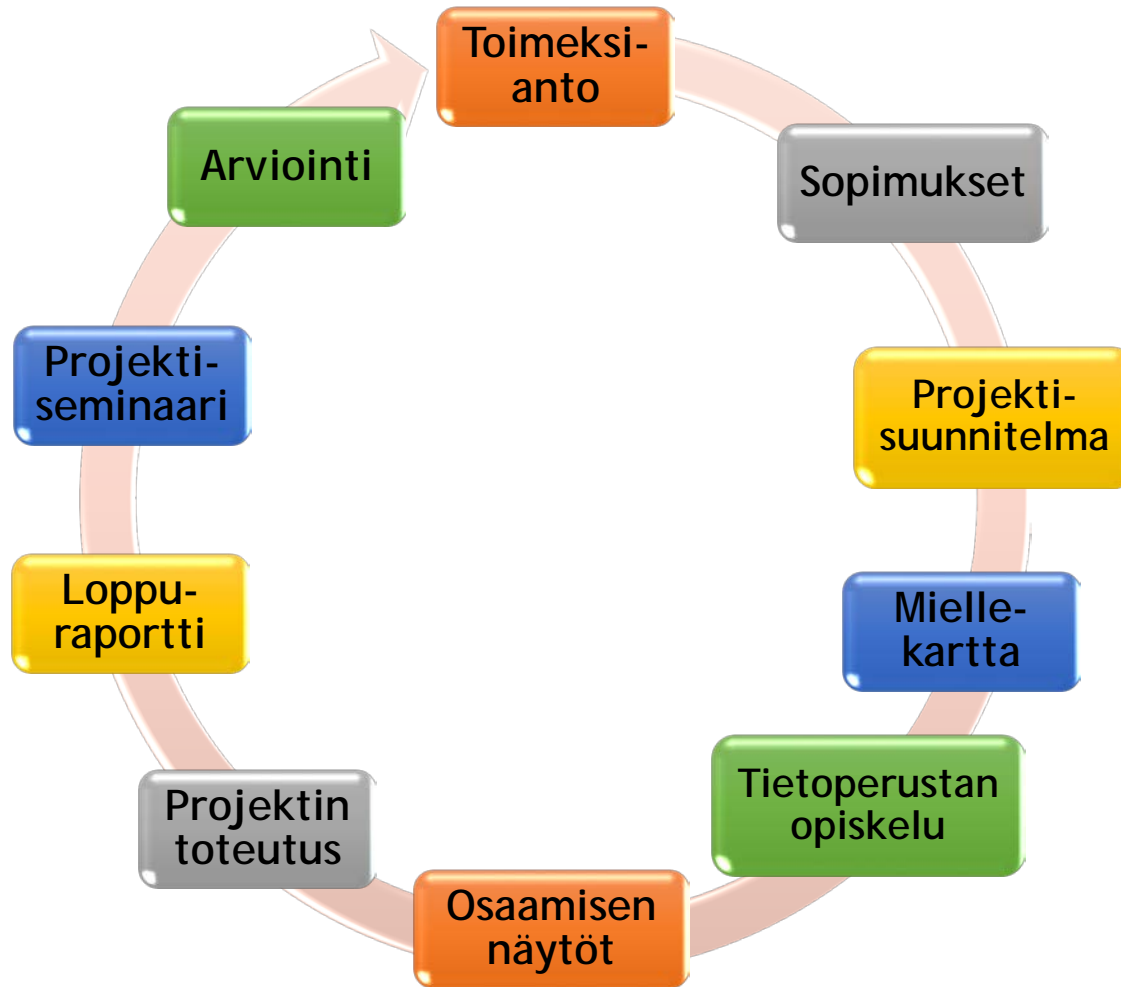 Toimeksi-
anto
Sopimukset
Projekti-
suunnitelma
Mielle-
kartta
Tietoperustan
opiskelu
Osaamisen
näytöt
Projektin
toteutus
Loppu-
raportti
Projekti-
seminaari
Arviointi